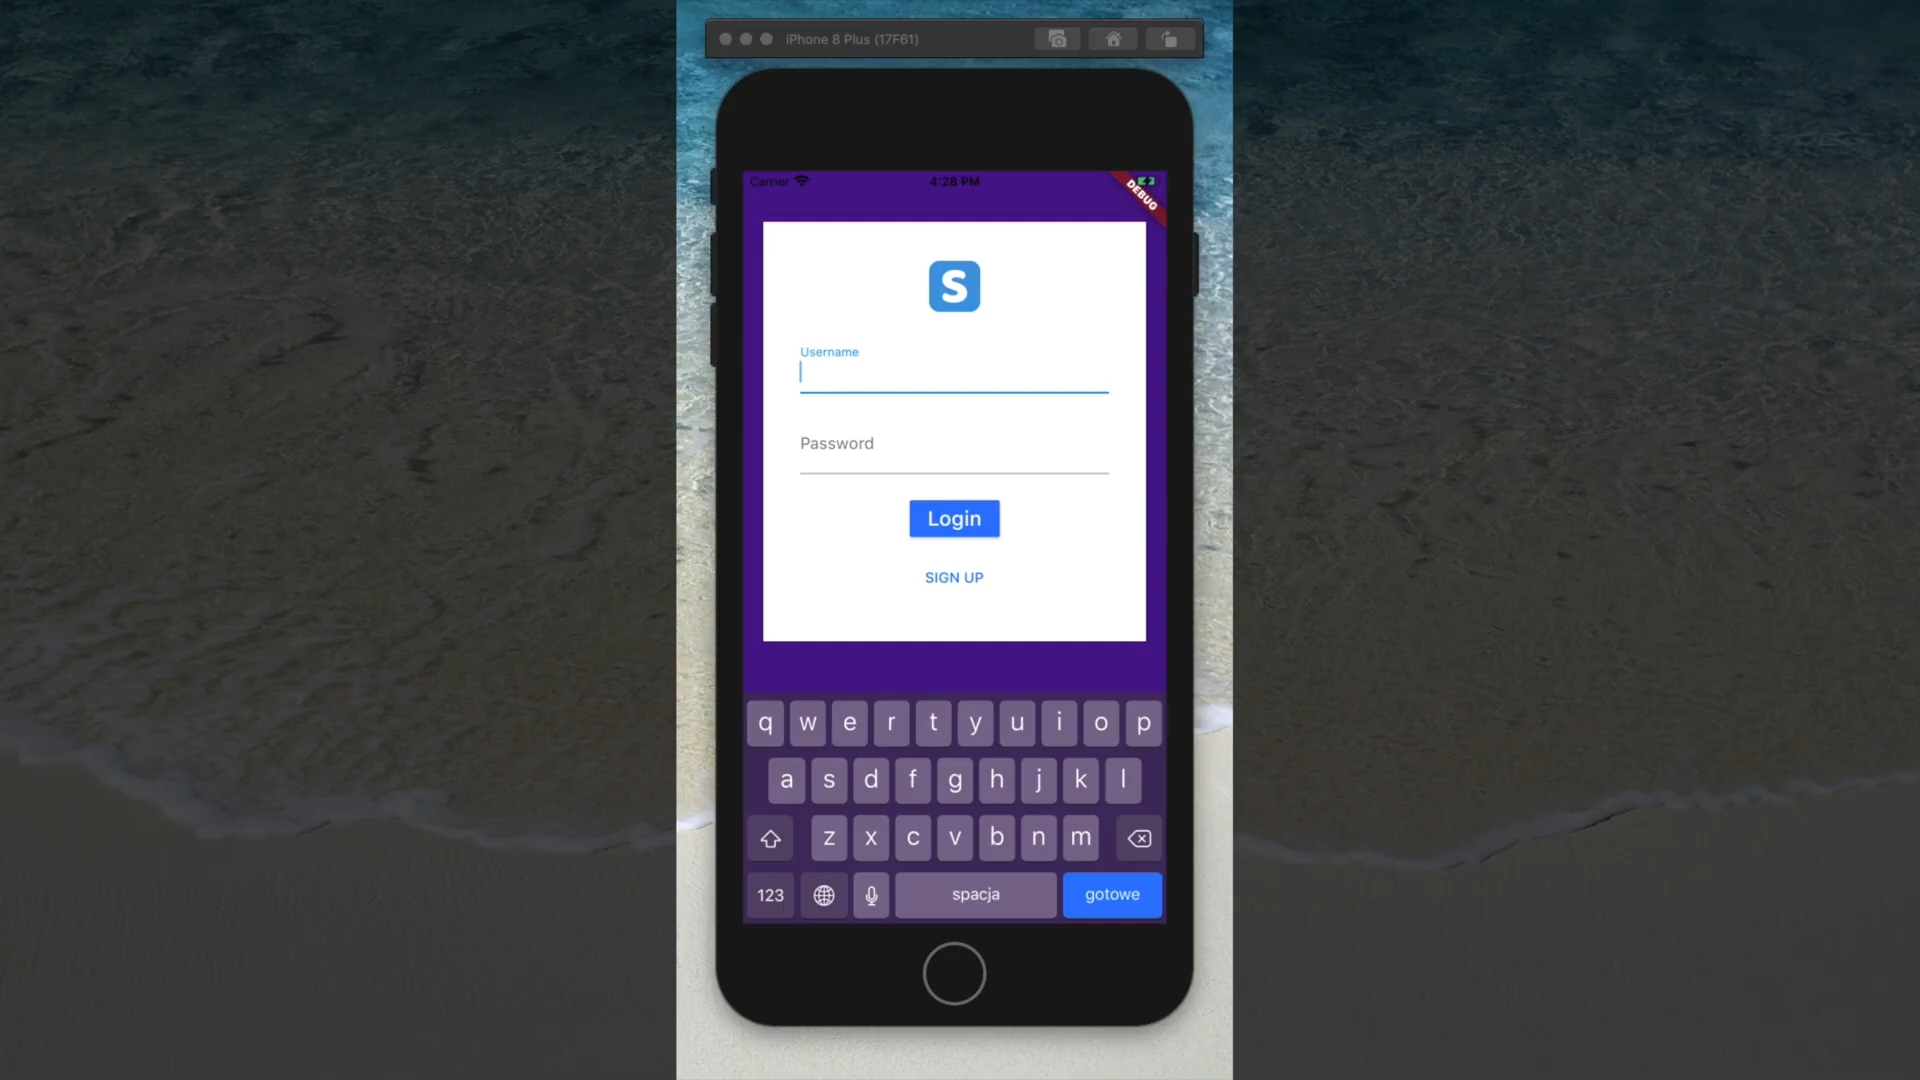 iPhone 8 Plus (17F61)
Carrier
4:28 PM
DEBUG
S
Username
Password
Login
SIGN UP
q w e r t y u i o p
a s d f g h j k l
z x c v b n m
123 spacja gotowe